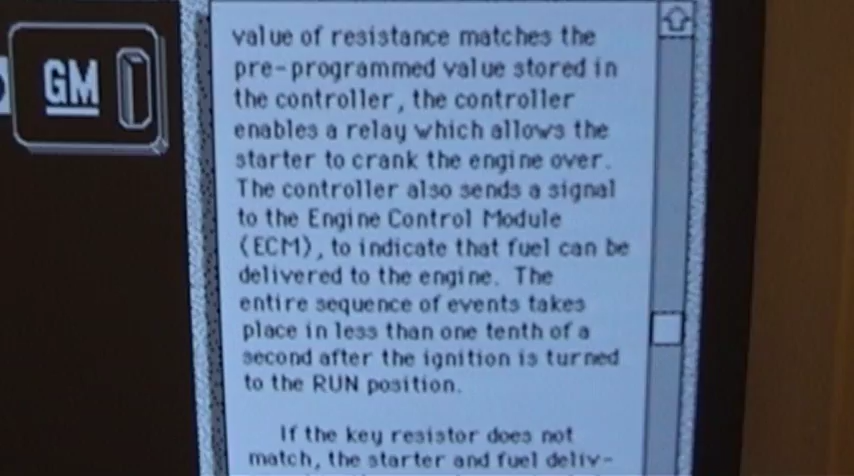 GM
value of resistance matches the
pre-programmed value stored in
the controller, the controller
enables a relay which allows the
starter to crank the engine over.
The controller also sends a signal
to the Engine Control Module
(ECM), to indicate that fuel can be
delivered to the engine. The
entire sequence of events takes
place in less than one tenth of a
second after the ignition is turned
to the RUN position.
If the key resistor does not
match, the starter and fuel deliv-